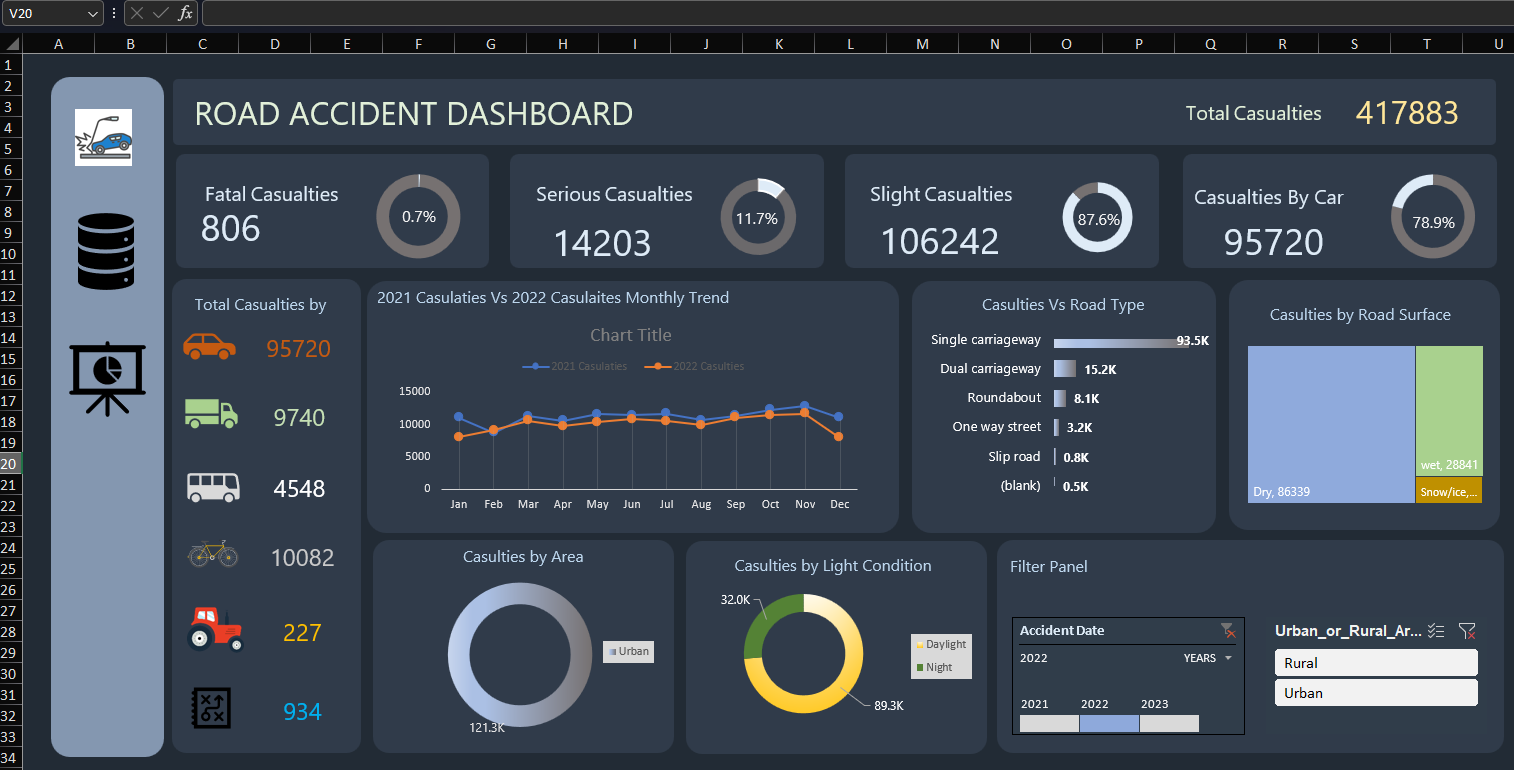 V20
fx
A B C D E F G H I J K L M N O P Q R S T U
1
2
3
4
5
6
7
8
9
10
11
12
13
14
15
16
17
18
19
20
21
22
23
24
25
26
27
28
29
30
31
32
33
34
ROAD ACCIDENT DASHBOARD
Total Casualties 417883
Fatal Casualties
806
0.7%
Serious Casualties
14203
11.7%
Slight Casualties
106242
87.6%
Casualties By Car
95720
78.9%
Total Casualties by
95720
9740
4548
10082
227
934
2021 Casulaties Vs 2022 Casulaites Monthly Trend
Chart Title
2021 Casulaties 2022 Casulties
15000
10000
5000
0
Jan Feb Mar Apr May Jun Jul Aug Sep Oct Nov Dec
Casulties Vs Road Type
Single carriageway 93.5K
Dual carriageway 15.2K
Roundabout 8.1K
One way street 3.2K
Slip road 0.8K
(blank) 0.5K
Casulties by Road Surface
Dry, 86339
wet, 28841
Snow/ice,...
Casulties by Area
Urban
121.3K
Casulties by Light Condition
32.0K
Daylight
Night
89.3K
Filter Panel
Accident Date
2022 YEARS
2021 2022 2023
Urban_or_Rural_Ar...
Rural
Urban